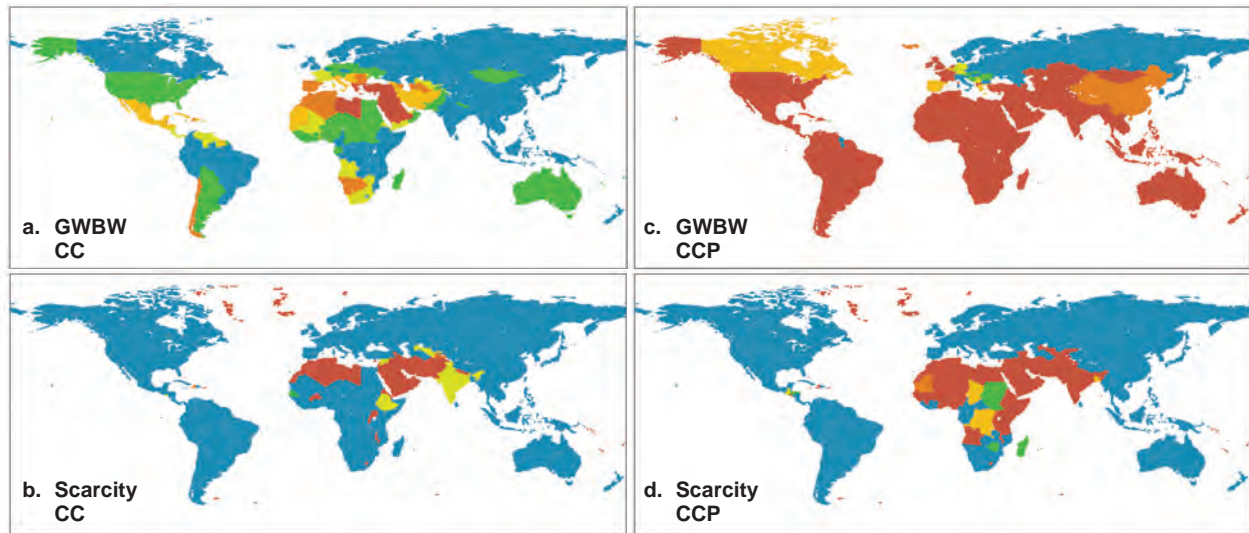 a. GWBW
CC
b. Scarcity
CC
c. GWBW
CCP
d. Scarcity
CCP